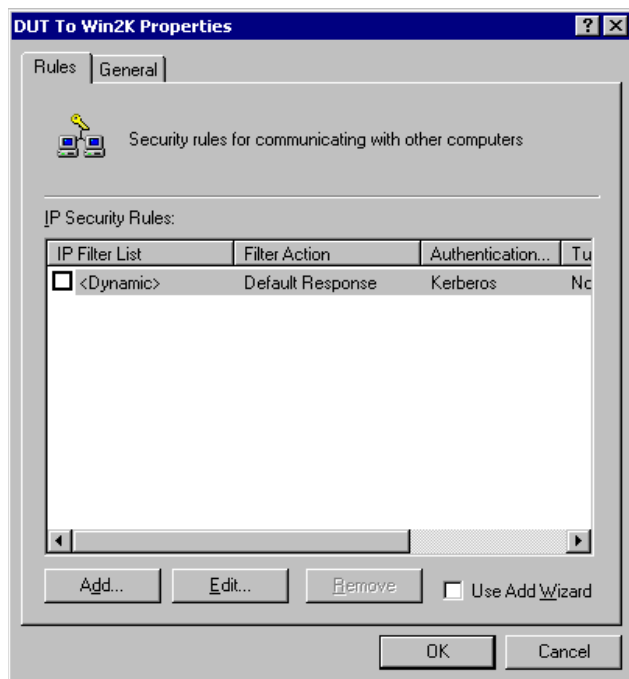 DUT To Win2K Properties
Rules General
Security rules for communicating with other computers
IP Security Rules:
IP Filter List Filter Action Authentication... Tu
<Dynamic> Default Response Kerberos Nc
Add... Edit... Remove Use Add Wizard
OK Cancel